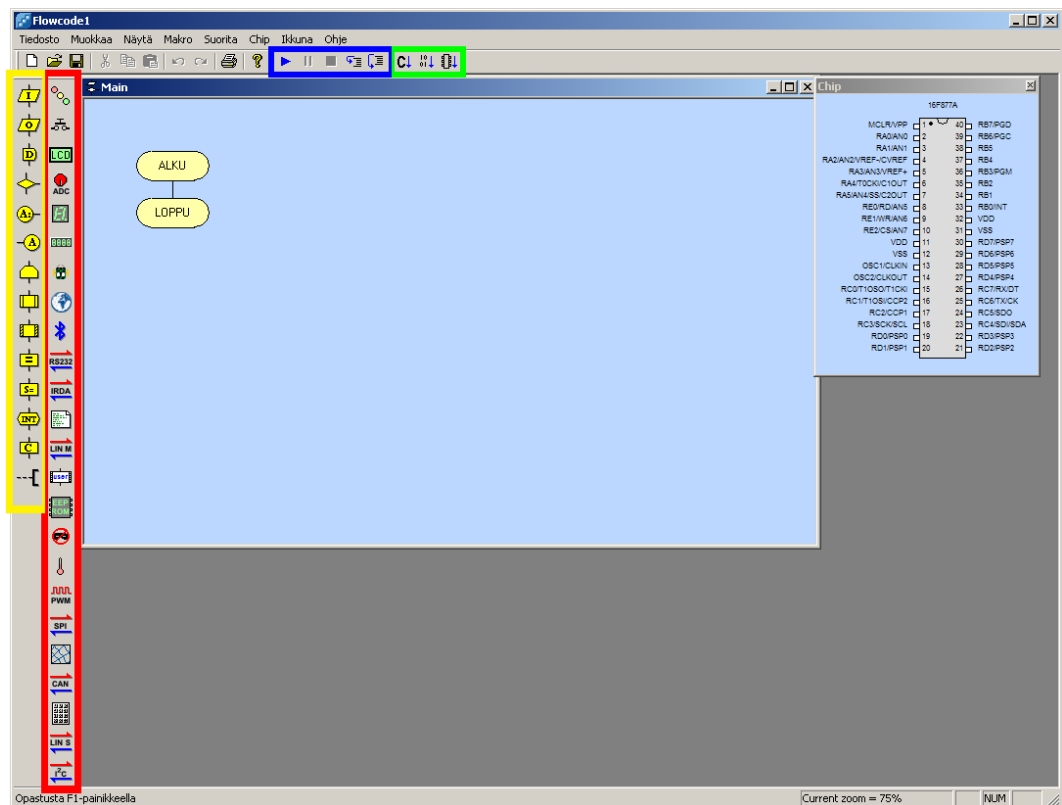 Flowcode1
Tiedosto Muokkaa Näytä Makro Suorita Chip Ikkuna Ohje
Main
Chip
ALKU
LOPPU
16F877A
MCLR/VPP 1 40 RB7/PGD
RA0/AN0 2 39 RB6/PGC
RA1/AN1 3 38 RB5
RA2/AN2/VREF-/CVREF 4 37 RB4
RA3/AN3/VREF+ 5 36 RB3/PGM
RA4/T0CKI/C1OUT 6 35 RB2
RA5/AN4/SS/C2OUT 7 34 RB1
RE0/RD/AN5 8 33 RB0/INT
RE1/WR/AN6 9 32 VDD
RE2/CS/AN7 10 31 VSS
VDD 11 30 RD7/PSP7
VSS 12 29 RD6/PSP6
OSC1/CLKIN 13 28 RD5/PSP5
OSC2/CLKOUT 14 27 RD4/PSP4
RC0/T1OSO/T1CKI 15 26 RC7/RX/DT
RC1/T1OSI/CCP2 16 25 RC6/TX/CK
RC2/CCP1 17 24 RC5/SDO
RC3/SCK/SCL 18 23 RC4/SDI/SDA
RD0/PSP0 19 22 RD3/PSP3
RD1/PSP1 20 21 RD2/PSP2
I
O
D
A:
A
=
S=
INT
C
LCD
ADC
RS232
IRDA
LIN M
user
EEP
ROM
PWM
SPI
CAN
LIN S
I²C
Opastusta F1-painikkeella
Current zoom = 75%
NUM